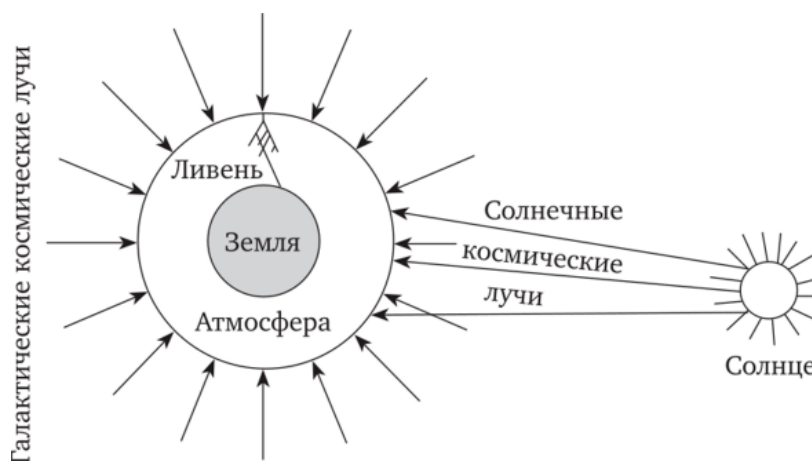 Галактические космические лучи
Ливень
Солнечные
Земля
космические
лучи
Атмосфера
Солнце